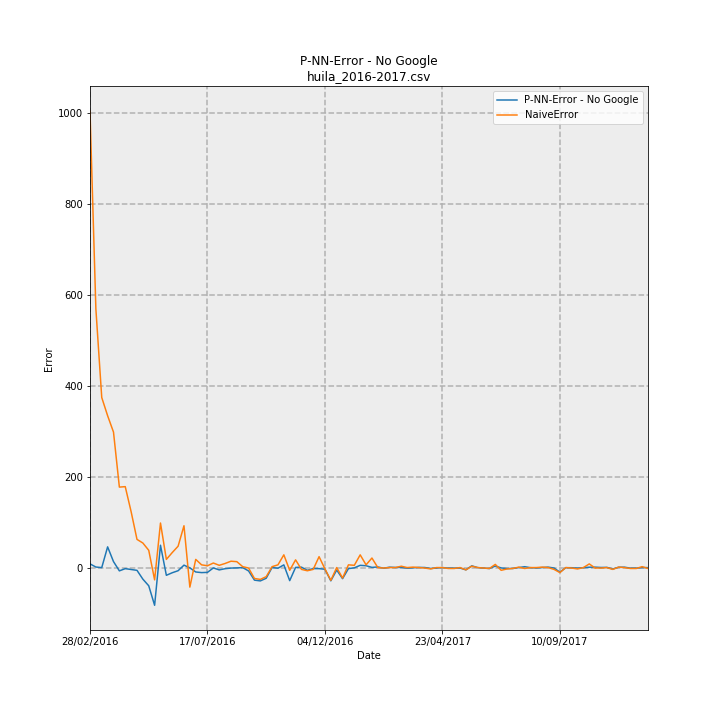 P-NN-Error - No Google
huila_2016-2017.csv
P-NN-Error - No Google
NaiveError
1000
800
600
400
200
0
Error
28/02/2016
17/07/2016
04/12/2016
23/04/2017
10/09/2017
Date